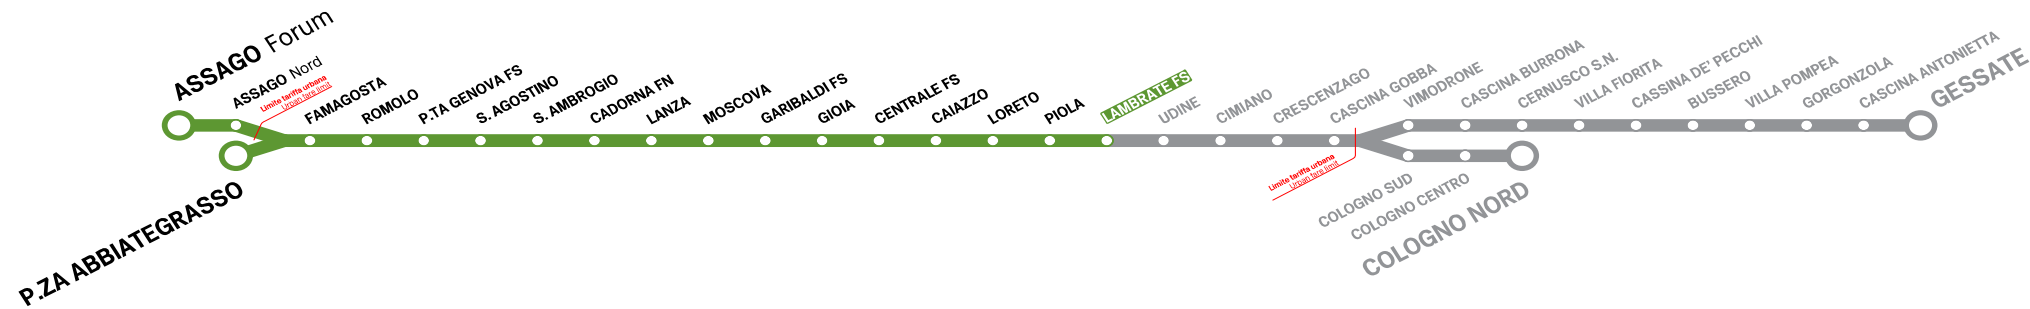 ASSAGO Forum
ASSAGO Nord
Limite tariffa urbana
Urban fare limit
P.ZA ABBIATEGRASSO
FAMAGOSTA
ROMOLO
P.TA GENOVA FS
S. AGOSTINO
S. AMBROGIO
CADORNA FN
LANZA
MOSCOVA
GARIBALDI FS
GIOIA
CENTRALE FS
CAIAZZO
LORETO
PIOLA
LAMBRATE FS
UDINE
CIMIANO
CRESCENZAGO
CASCINA GOBBA
Limite tariffa urbana
Urban fare limit
VIMODRONE
CASCINA BURRONA
CERNUSCO S.N.
VILLA FIORITA
CASSINA DE' PECCHI
BUSSERO
VILLA POMPEA
GORGONZOLA
CASCINA ANTONIETTA
GESSATE
COLOGNO SUD
COLOGNO CENTRO
COLOGNO NORD